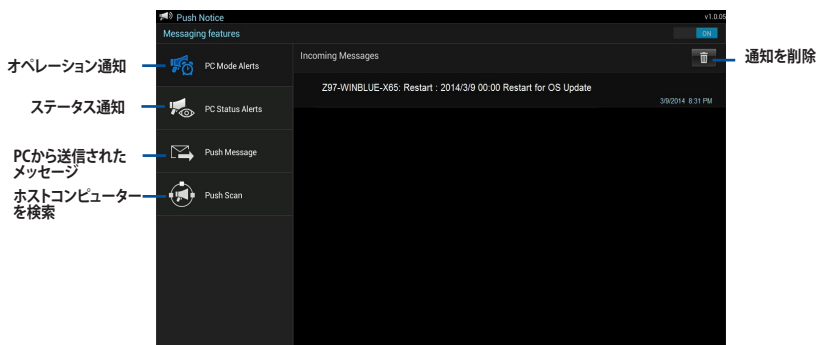 Push Notice
v1.0.05
Messaging features
ON
オペレーション通知
PC Mode Alerts
Incoming Messages
通知を削除
Z97-WINBLUE-X65: Restart : 2014/3/9 00:00 Restart for OS Update
3/9/2014 8:31 PM
ステータス通知
PC Status Alerts
PCから送信された
メッセージ
Push Message
ホストコンピューター
を検索
Push Scan